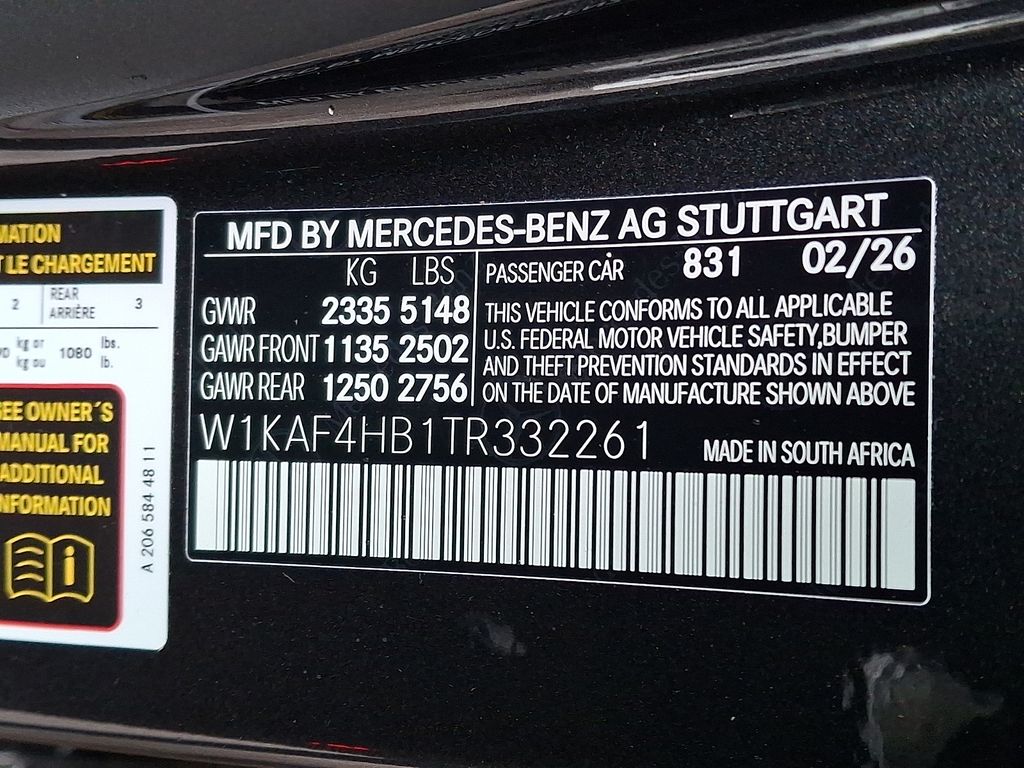 MATION
T LE CHARGEMENT
2 REAR ARRIÈRE 3
kg or kg ou 1080 lbs. lb.
SEE OWNER´S
MANUAL FOR
ADDITIONAL
INFORMATION
A 206 584 48 11
MFD BY MERCEDES-BENZ AG STUTTGART
KG LBS
GVWR 2335 5148
GAWR FRONT 1135 2502
GAWR REAR 1250 2756
PASSENGER CAR 831 02/26
THIS VEHICLE CONFORMS TO ALL APPLICABLE
U.S. FEDERAL MOTOR VEHICLE SAFETY,BUMPER
AND THEFT PREVENTION STANDARDS IN EFFECT
ON THE DATE OF MANUFACTURE SHOWN ABOVE
W1KAF4HB1TR332261
MADE IN SOUTH AFRICA